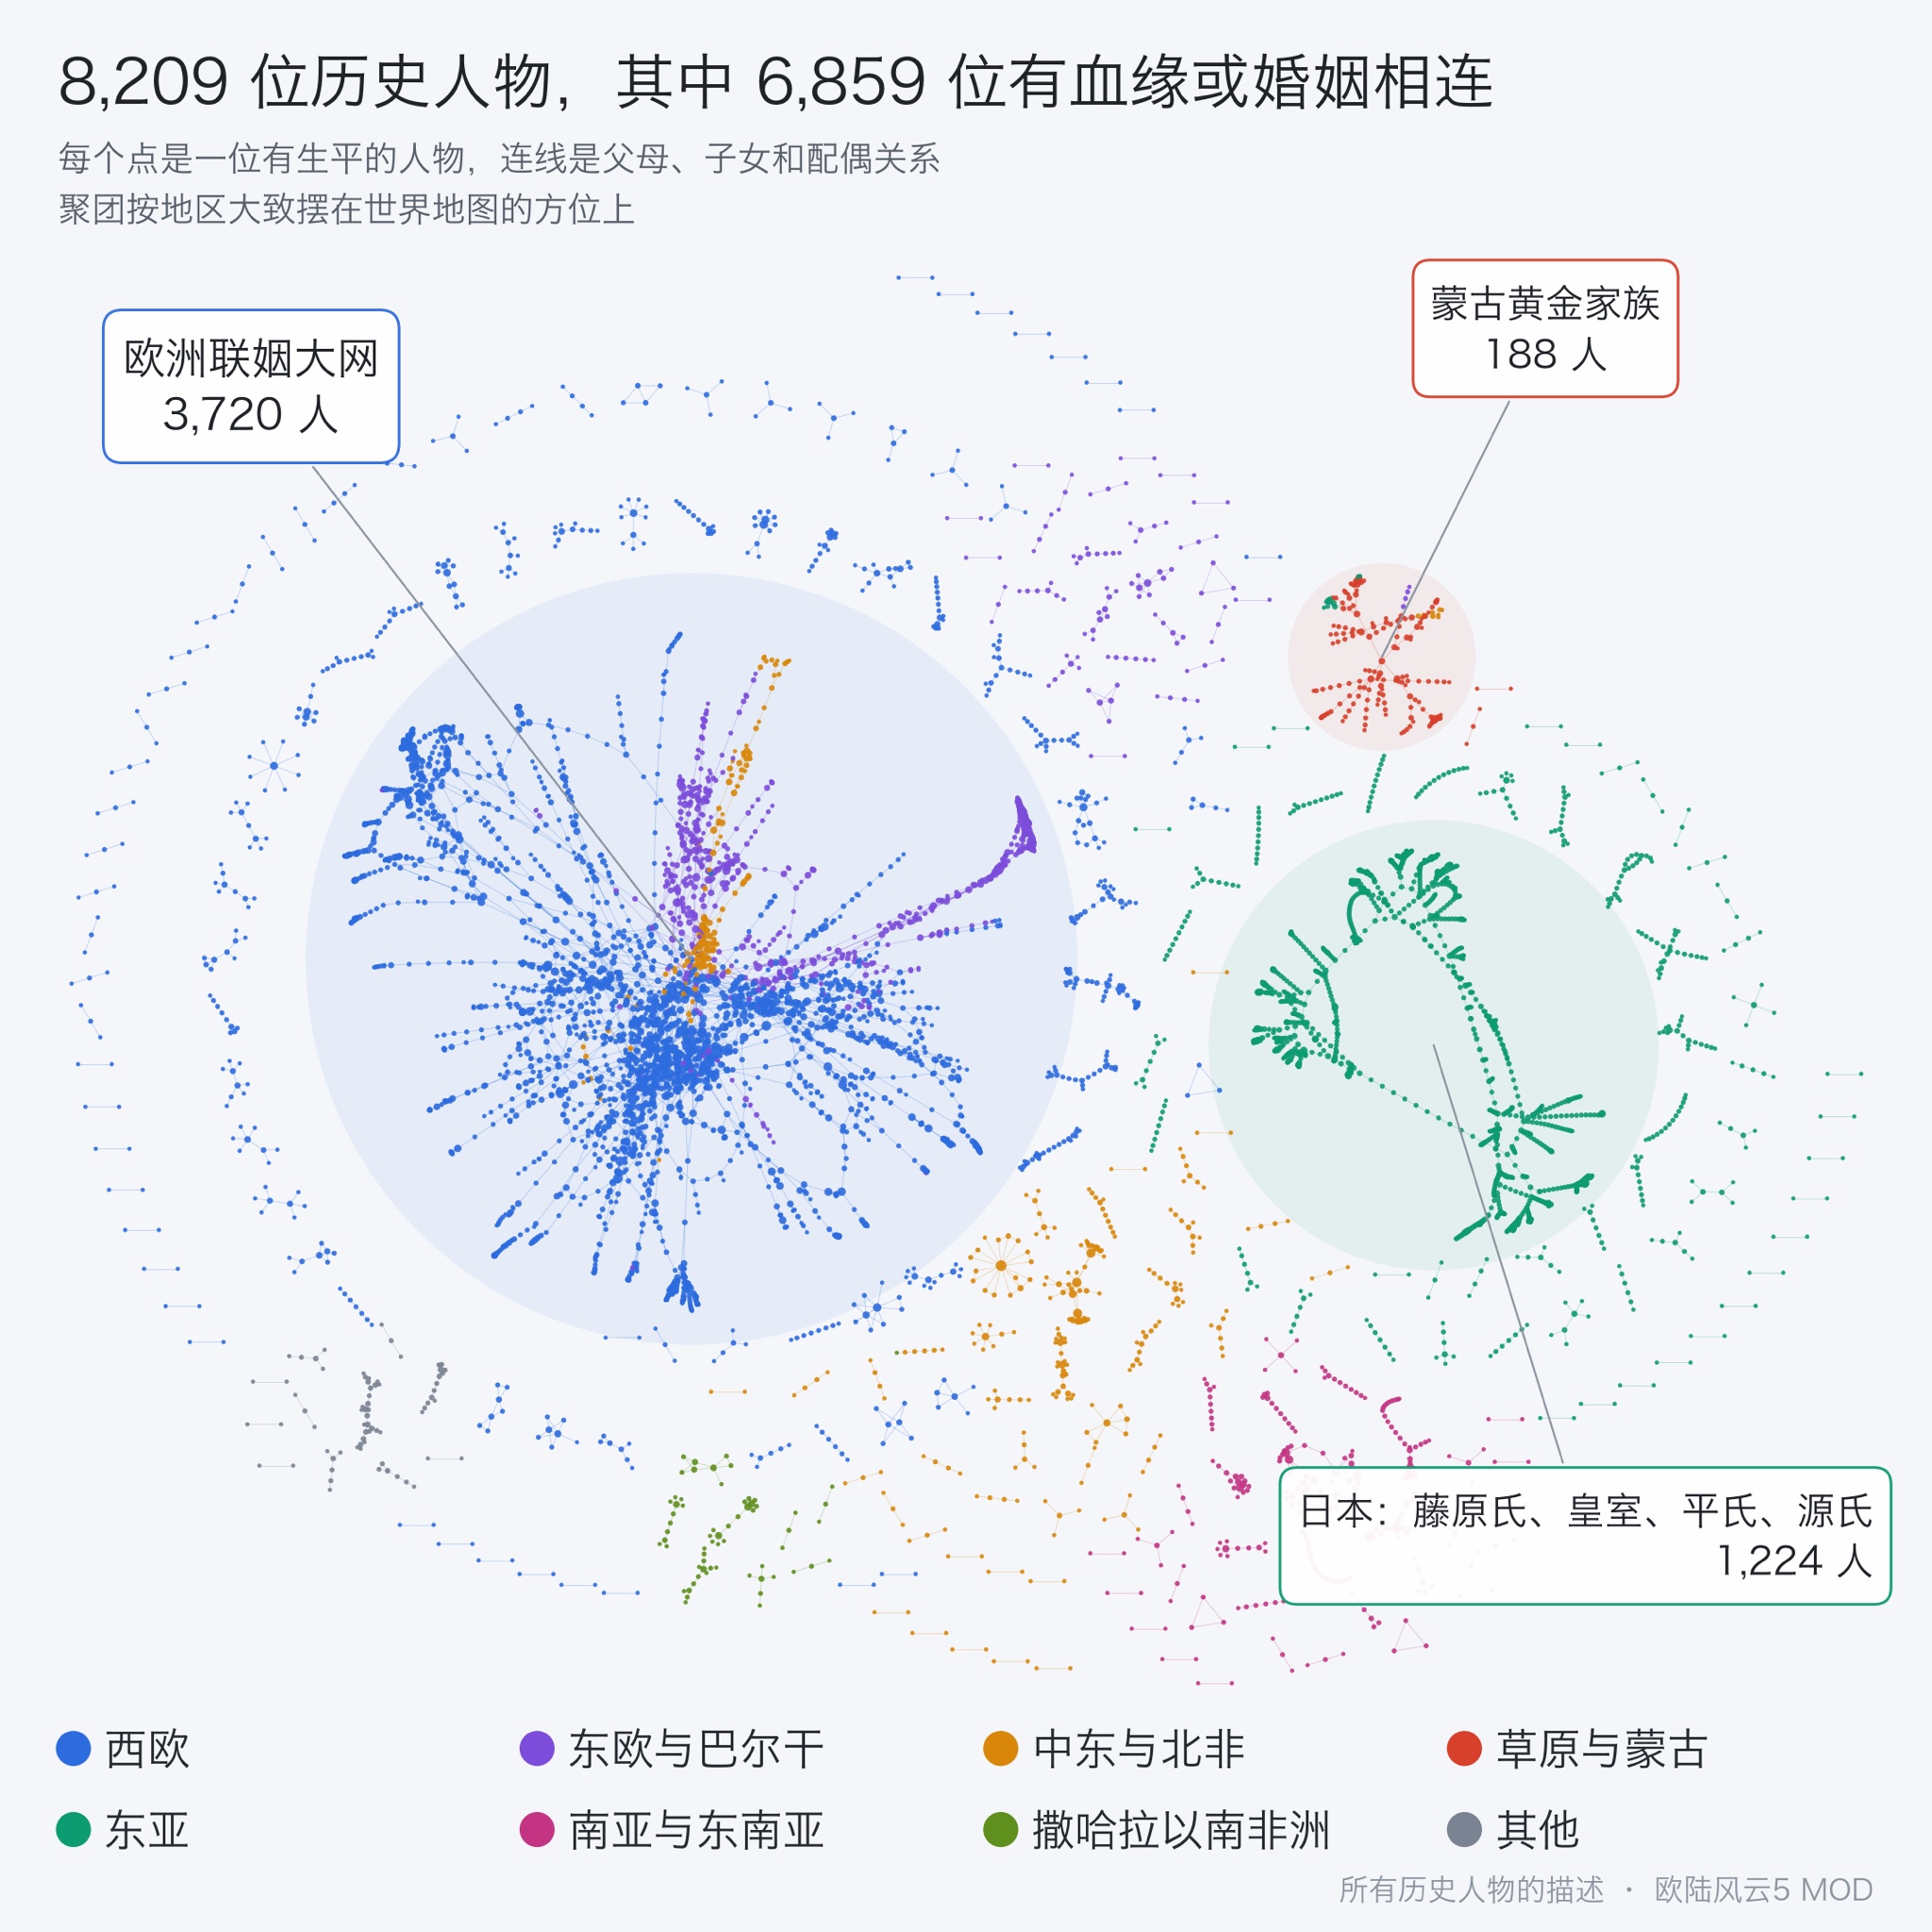 8,209 位历史人物，其中 6,859 位有血缘或婚姻相连
每个点是一位有生平的人物，连线是父母、子女和配偶关系
聚团按地区大致摆在世界地图的方位上
蒙古黄金家族
188 人
欧洲联姻大网
3,720 人
日本：藤原氏、皇室、平氏、源氏
1,224 人
西欧
东欧与巴尔干
中东与北非
草原与蒙古
东亚
南亚与东南亚
撒哈拉以南非洲
其他
所有历史人物的描述 · 欧陆风云5 MOD